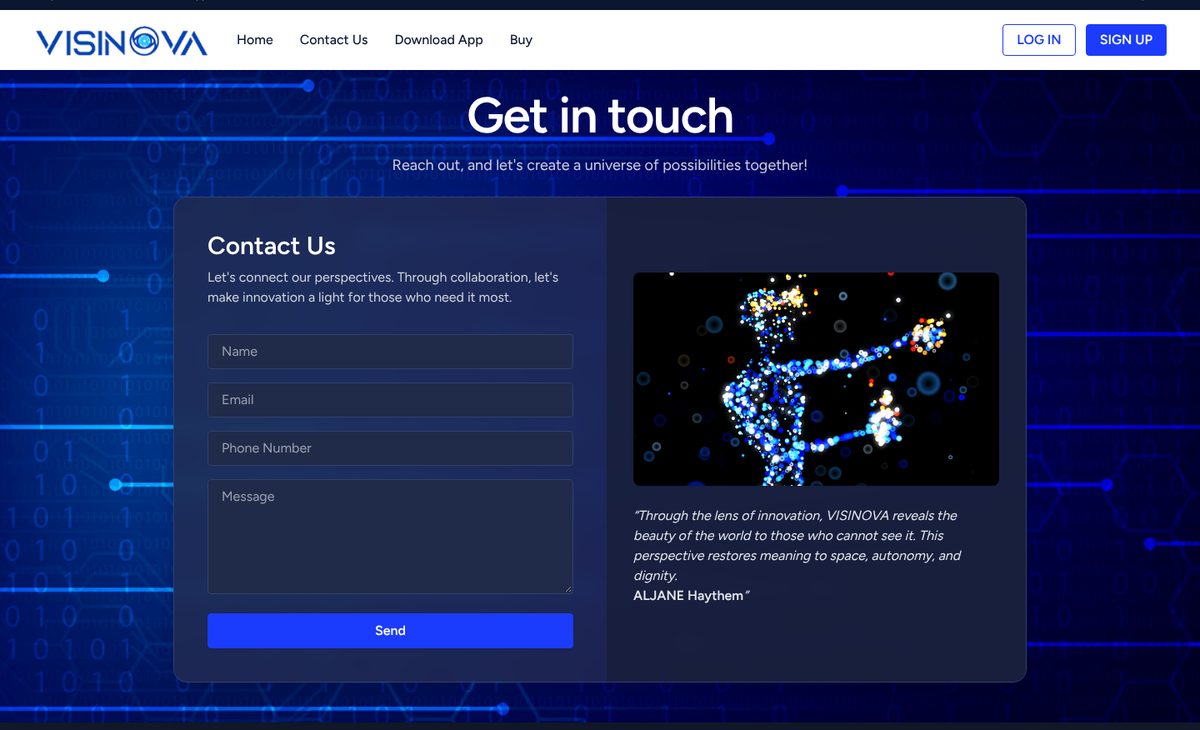 VISINOVA
Home
Contact Us
Download App
Buy
LOG IN
SIGN UP
Get in touch
Reach out, and let's create a universe of possibilities together!
Contact Us
Let's connect our perspectives. Through collaboration, let's
make innovation a light for those who need it most.
Name
Email
Phone Number
Message
Send
"Through the lens of innovation, VISINOVA reveals the
beauty of the world to those who cannot see it. This
perspective restores meaning to space, autonomy, and
dignity.
ALJANE Haythem"